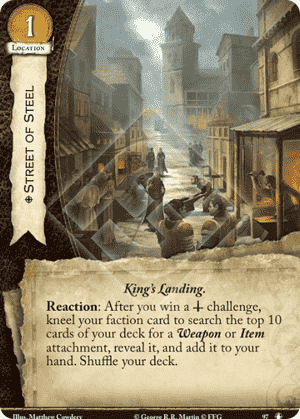 1
LOCATION
STREET OF STEEL
King's Landing.
Reaction: After you win a challenge,
kneel your faction card to search the top 10
cards of your deck for a Weapon or Item
attachment, reveal it, and add it to your
hand. Shuffle your deck.
Illus. Matthew Cowdery © George R.R. Martin © FFG 97